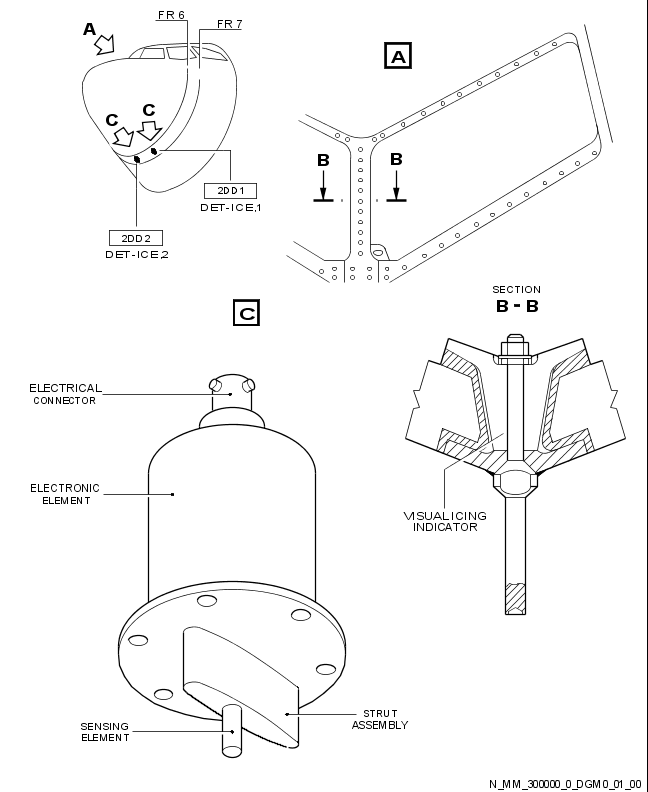 FR 6
FR 7
A
A
C
C
B
B
2DD1
DET-ICE,1
2DD2
DET-ICE,2
SECTION
B - B
C
ELECTRICAL
CONNECTOR
ELECTRONIC
ELEMENT
VISUAL ICING
INDICATOR
SENSING
ELEMENT
STRUT
ASSEMBLY
N_MM_300000_0_DGM0_01_00